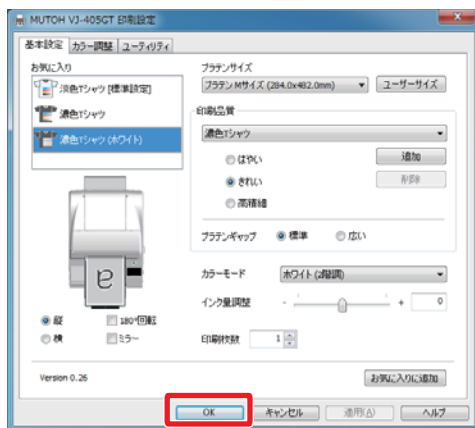 MUTOH VJ-405GT 印刷設定
基本設定 カラー調整 ユーティリティ
お気に入り
淡色Tシャツ [標準設定]
濃色Tシャツ
濃色Tシャツ (ホワイト)
a
縦 180°回転
横 ミラー
プラテンサイズ
プラテン Mサイズ (284.0x482.0mm) ユーザーサイズ
印刷品質
濃色Tシャツ
はやい 追加
きれい 削除
高精細
プラテンギャップ 標準 広い
カラーモード ホワイト (2階調)
インク量調整 - + 0
印刷枚数 1
Version 0.26 お気に入りに追加
OK キャンセル 適用(A) ヘルプ